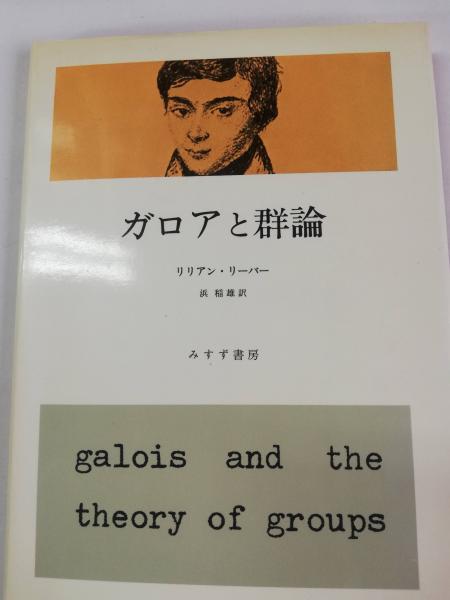 ガロアと群論
リリアン・リーバー
浜 稲雄訳
みすず書房
galois and the
theory of groups